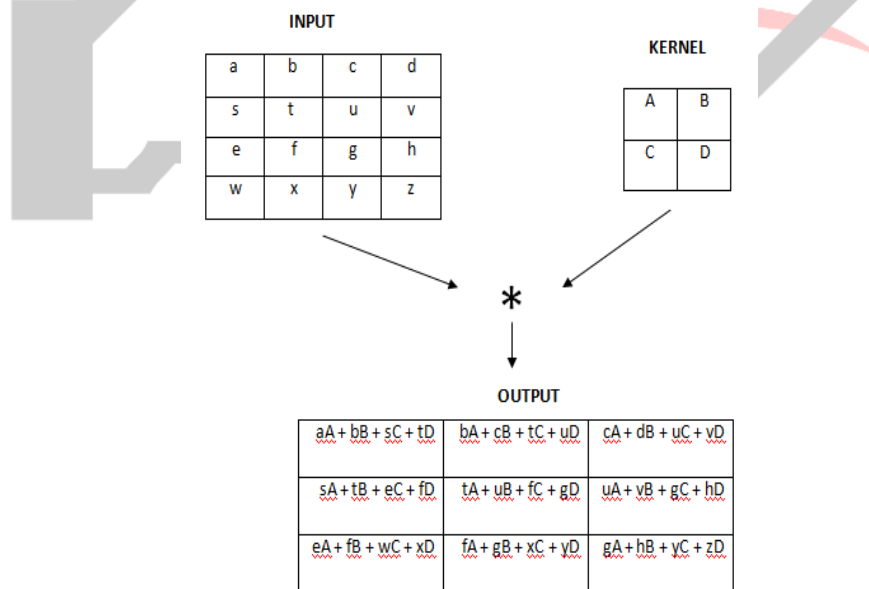 INPUT
KERNEL
a b c d
s t u v
e f g h
w x y z
A B
C D
*
OUTPUT
aA + bB + sC + tD bA + cB + tC + uD cA + dB + uC + vD
sA + tB + eC + fD tA + uB + fC + gD uA + vB + gC + hD
eA + fB + wC + xD fA + gB + xC + yD gA + hB + yC + zD